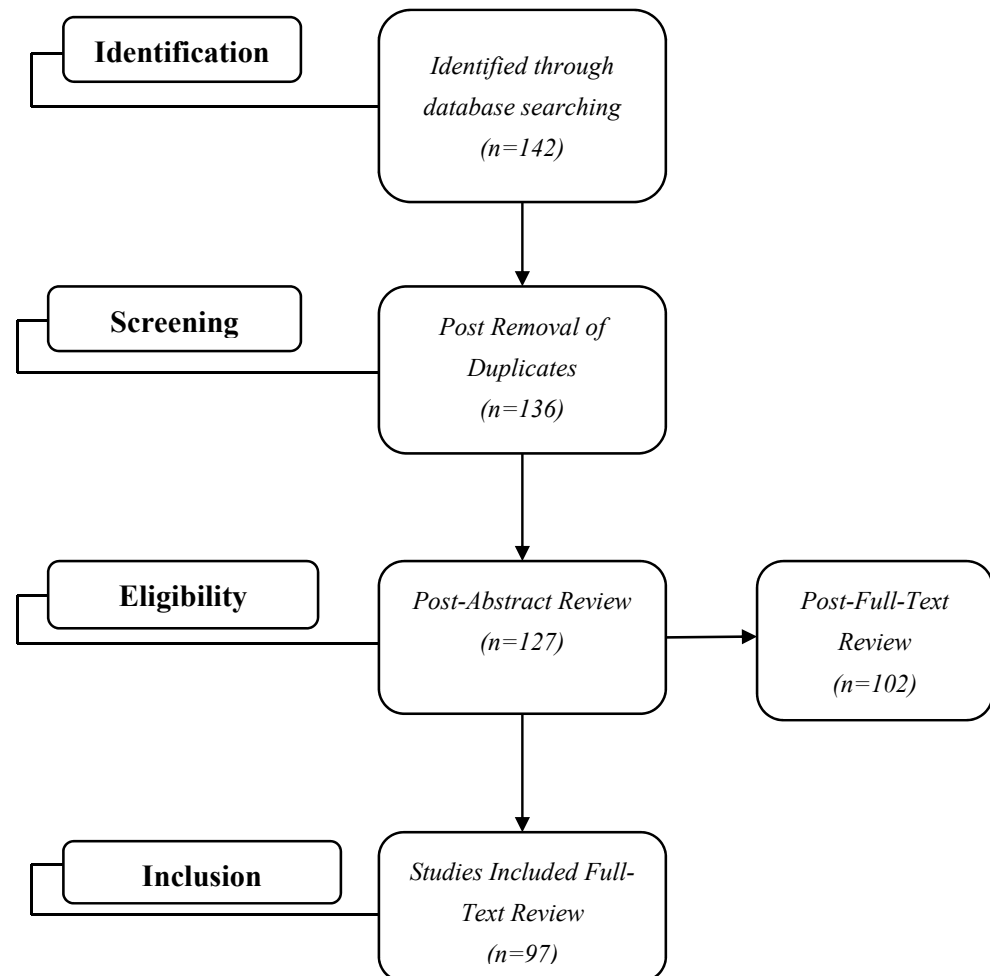 Identification
Identified through
database searching
(n=142)
Screening
Post Removal of
Duplicates
(n=136)
Eligibility
Post-Abstract Review
(n=127)
Post-Full-Text
Review
(n=102)
Inclusion
Studies Included Full-
Text Review
(n=97)